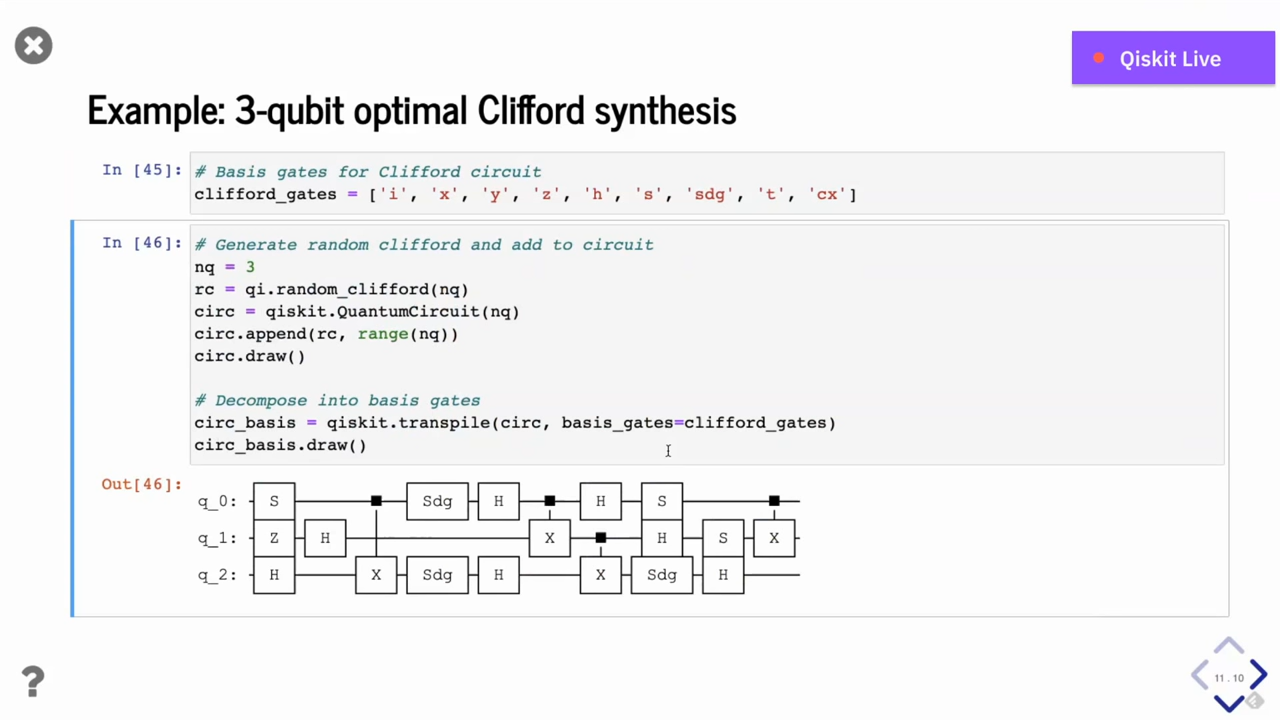 Qiskit Live
Example: 3-qubit optimal Clifford synthesis
In [45]: # Basis gates for Clifford circuit
clifford_gates = ['i', 'x', 'y', 'z', 'h', 's', 'sdg', 't', 'cx']
In [46]: # Generate random clifford and add to circuit
nq = 3
rc = qi.random_clifford(nq)
circ = qiskit.QuantumCircuit(nq)
circ.append(rc, range(nq))
circ.draw()
# Decompose into basis gates
circ_basis = qiskit.transpile(circ, basis_gates=clifford_gates)
circ_basis.draw()
Out[46]:
q_0: S Sdg H H S
q_1: Z H X H S X
q_2: H X Sdg H X Sdg H
?
11.10